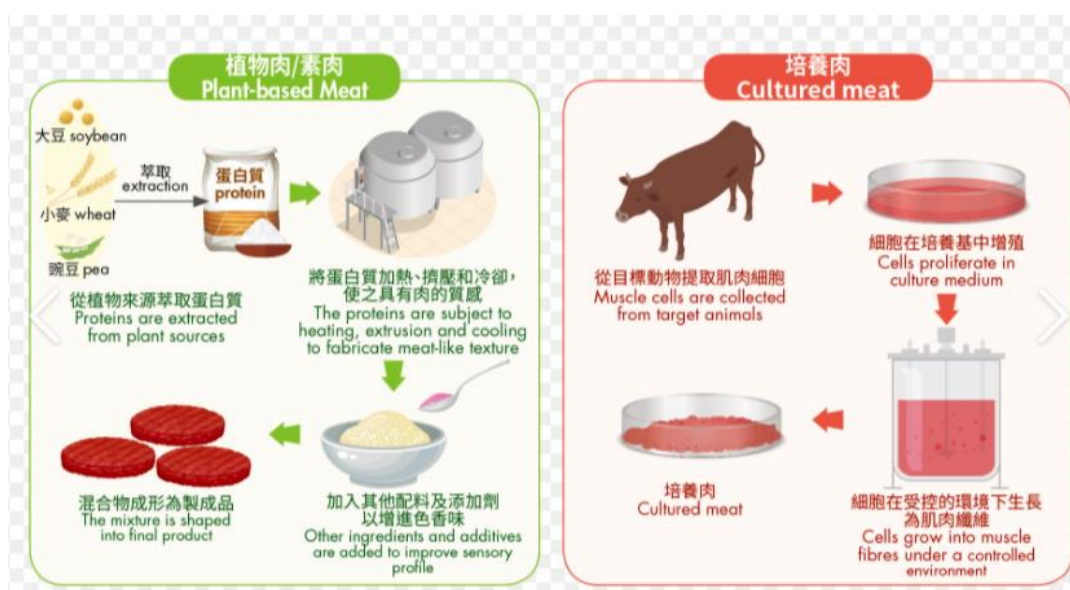 植物肉/素肉
Plant-based Meat
大豆 soybean
小麥 wheat
豌豆 pea
萃取
extraction
蛋白質
protein
從植物來源萃取蛋白質
Proteins are extracted
from plant sources
將蛋白質加熱、擠壓和冷卻，
使之具有肉的質感
The proteins are subject to
heating, extrusion and cooling
to fabricate meat-like texture
加入其他配料及添加劑
以增進色香味
Other ingredients and additives
are added to improve sensory
profile
混合物成形為製成品
The mixture is shaped
into final product
培養肉
Cultured meat
從目標動物提取肌肉細胞
Muscle cells are collected
from target animals
細胞在培養基中增殖
Cells proliferate in
culture medium
細胞在受控的環境下生長
為肌肉纖維
Cells grow into muscle
fibres under a controlled
environment
培養肉
Cultured meat